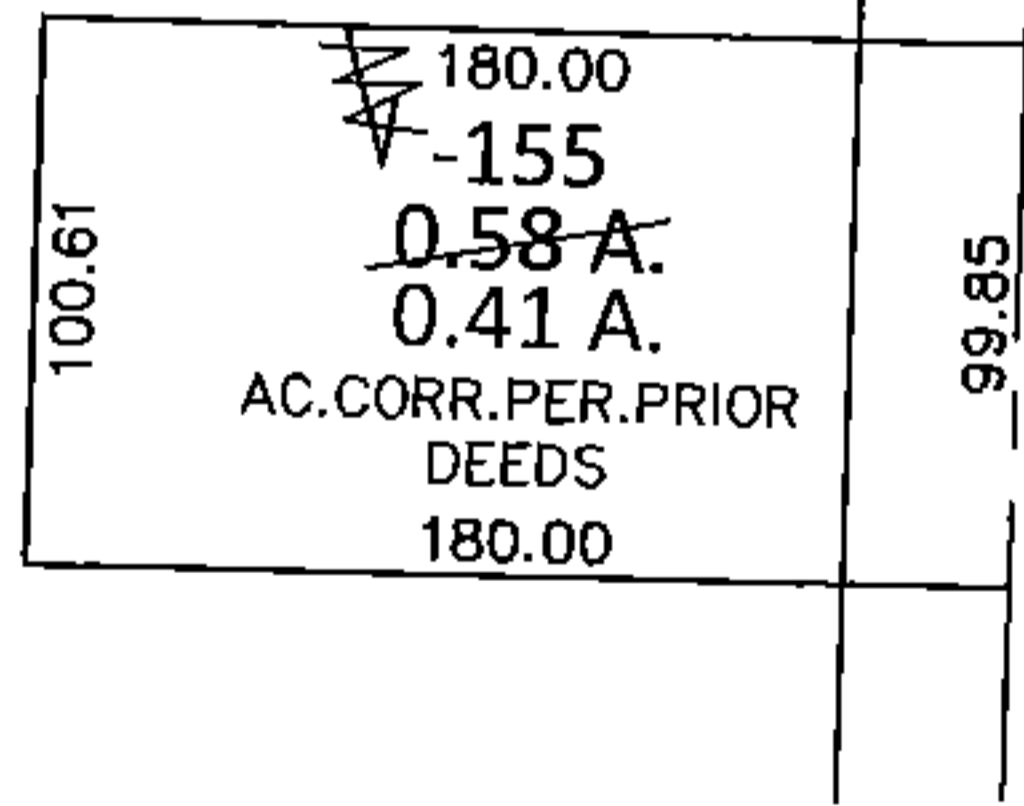 180.00
-155
0.58 A.
0.41 A.
100.61
99.85
AC.CORR.PER.PRIOR
DEEDS
180.00